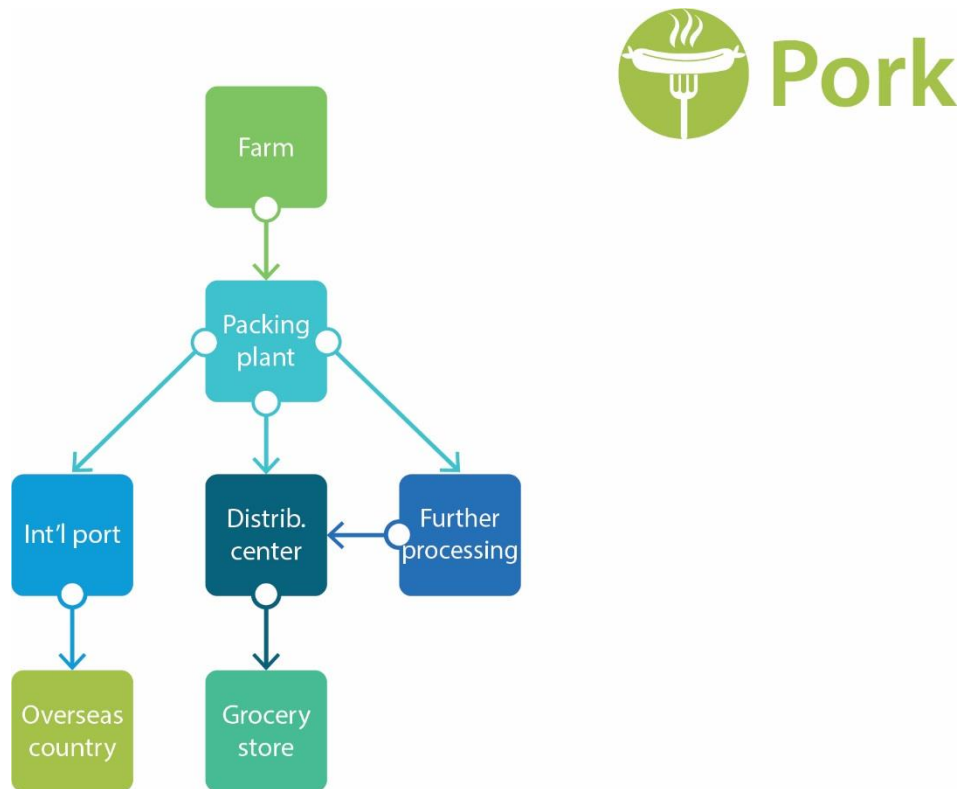 Pork
Farm
Packing
plant
Int'l port
Distrib.
center
Further
processing
Overseas
country
Grocery
store